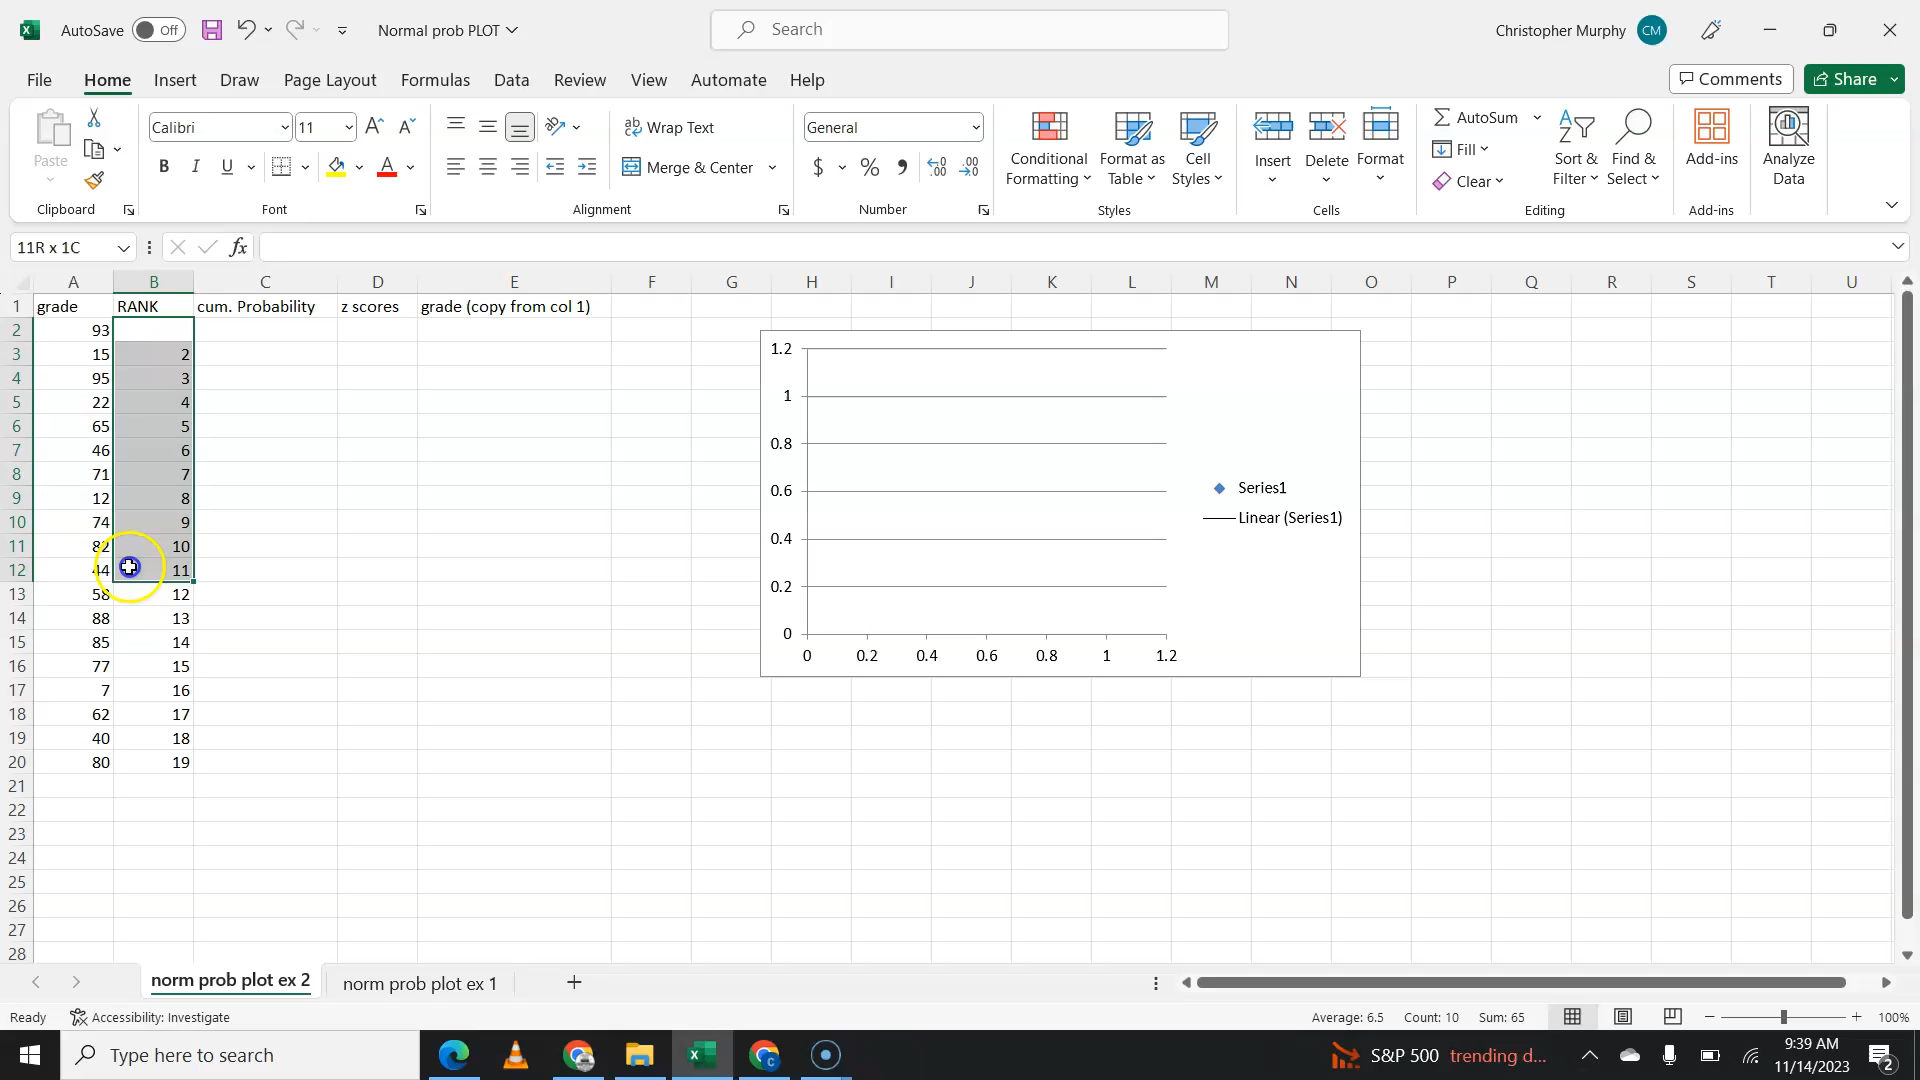 AutoSave Off Normal prob PLOT Search Christopher Murphy CM
File Home Insert Draw Page Layout Formulas Data Review View Automate Help Comments Share
Paste Calibri 11 Wrap Text General Conditional Formatting Format as Table Cell Styles Insert Delete Format AutoSum Fill Clear Sort & Filter Find & Select Add-ins Analyze Data
B I U Merge & Center $ %
Clipboard Font Alignment Number Styles Cells Editing Add-ins
11R x 1C fx
A B C D E F G H I J K L M N O P Q R S T U
1 grade RANK cum. Probability z scores grade (copy from col 1)
2 93
3 15 2
4 95 3
5 22 4
6 65 5
7 46 6
8 71 7
9 12 8
10 74 9
11 82 10
12 44 11
13 58 12
14 88 13
15 85 14
16 77 15
17 7 16
18 62 17
19 40 18
20 80 19
21
22
23
24
25
26
27
28
1.2
1
0.8
0.6
0.4
0.2
0
0 0.2 0.4 0.6 0.8 1 1.2
Series1
Linear (Series1)
norm prob plot ex 2 norm prob plot ex 1
Ready Accessibility: Investigate Average: 6.5 Count: 10 Sum: 65 100%
Type here to search S&P 500 trending d... 9:39 AM
11/14/2023 2